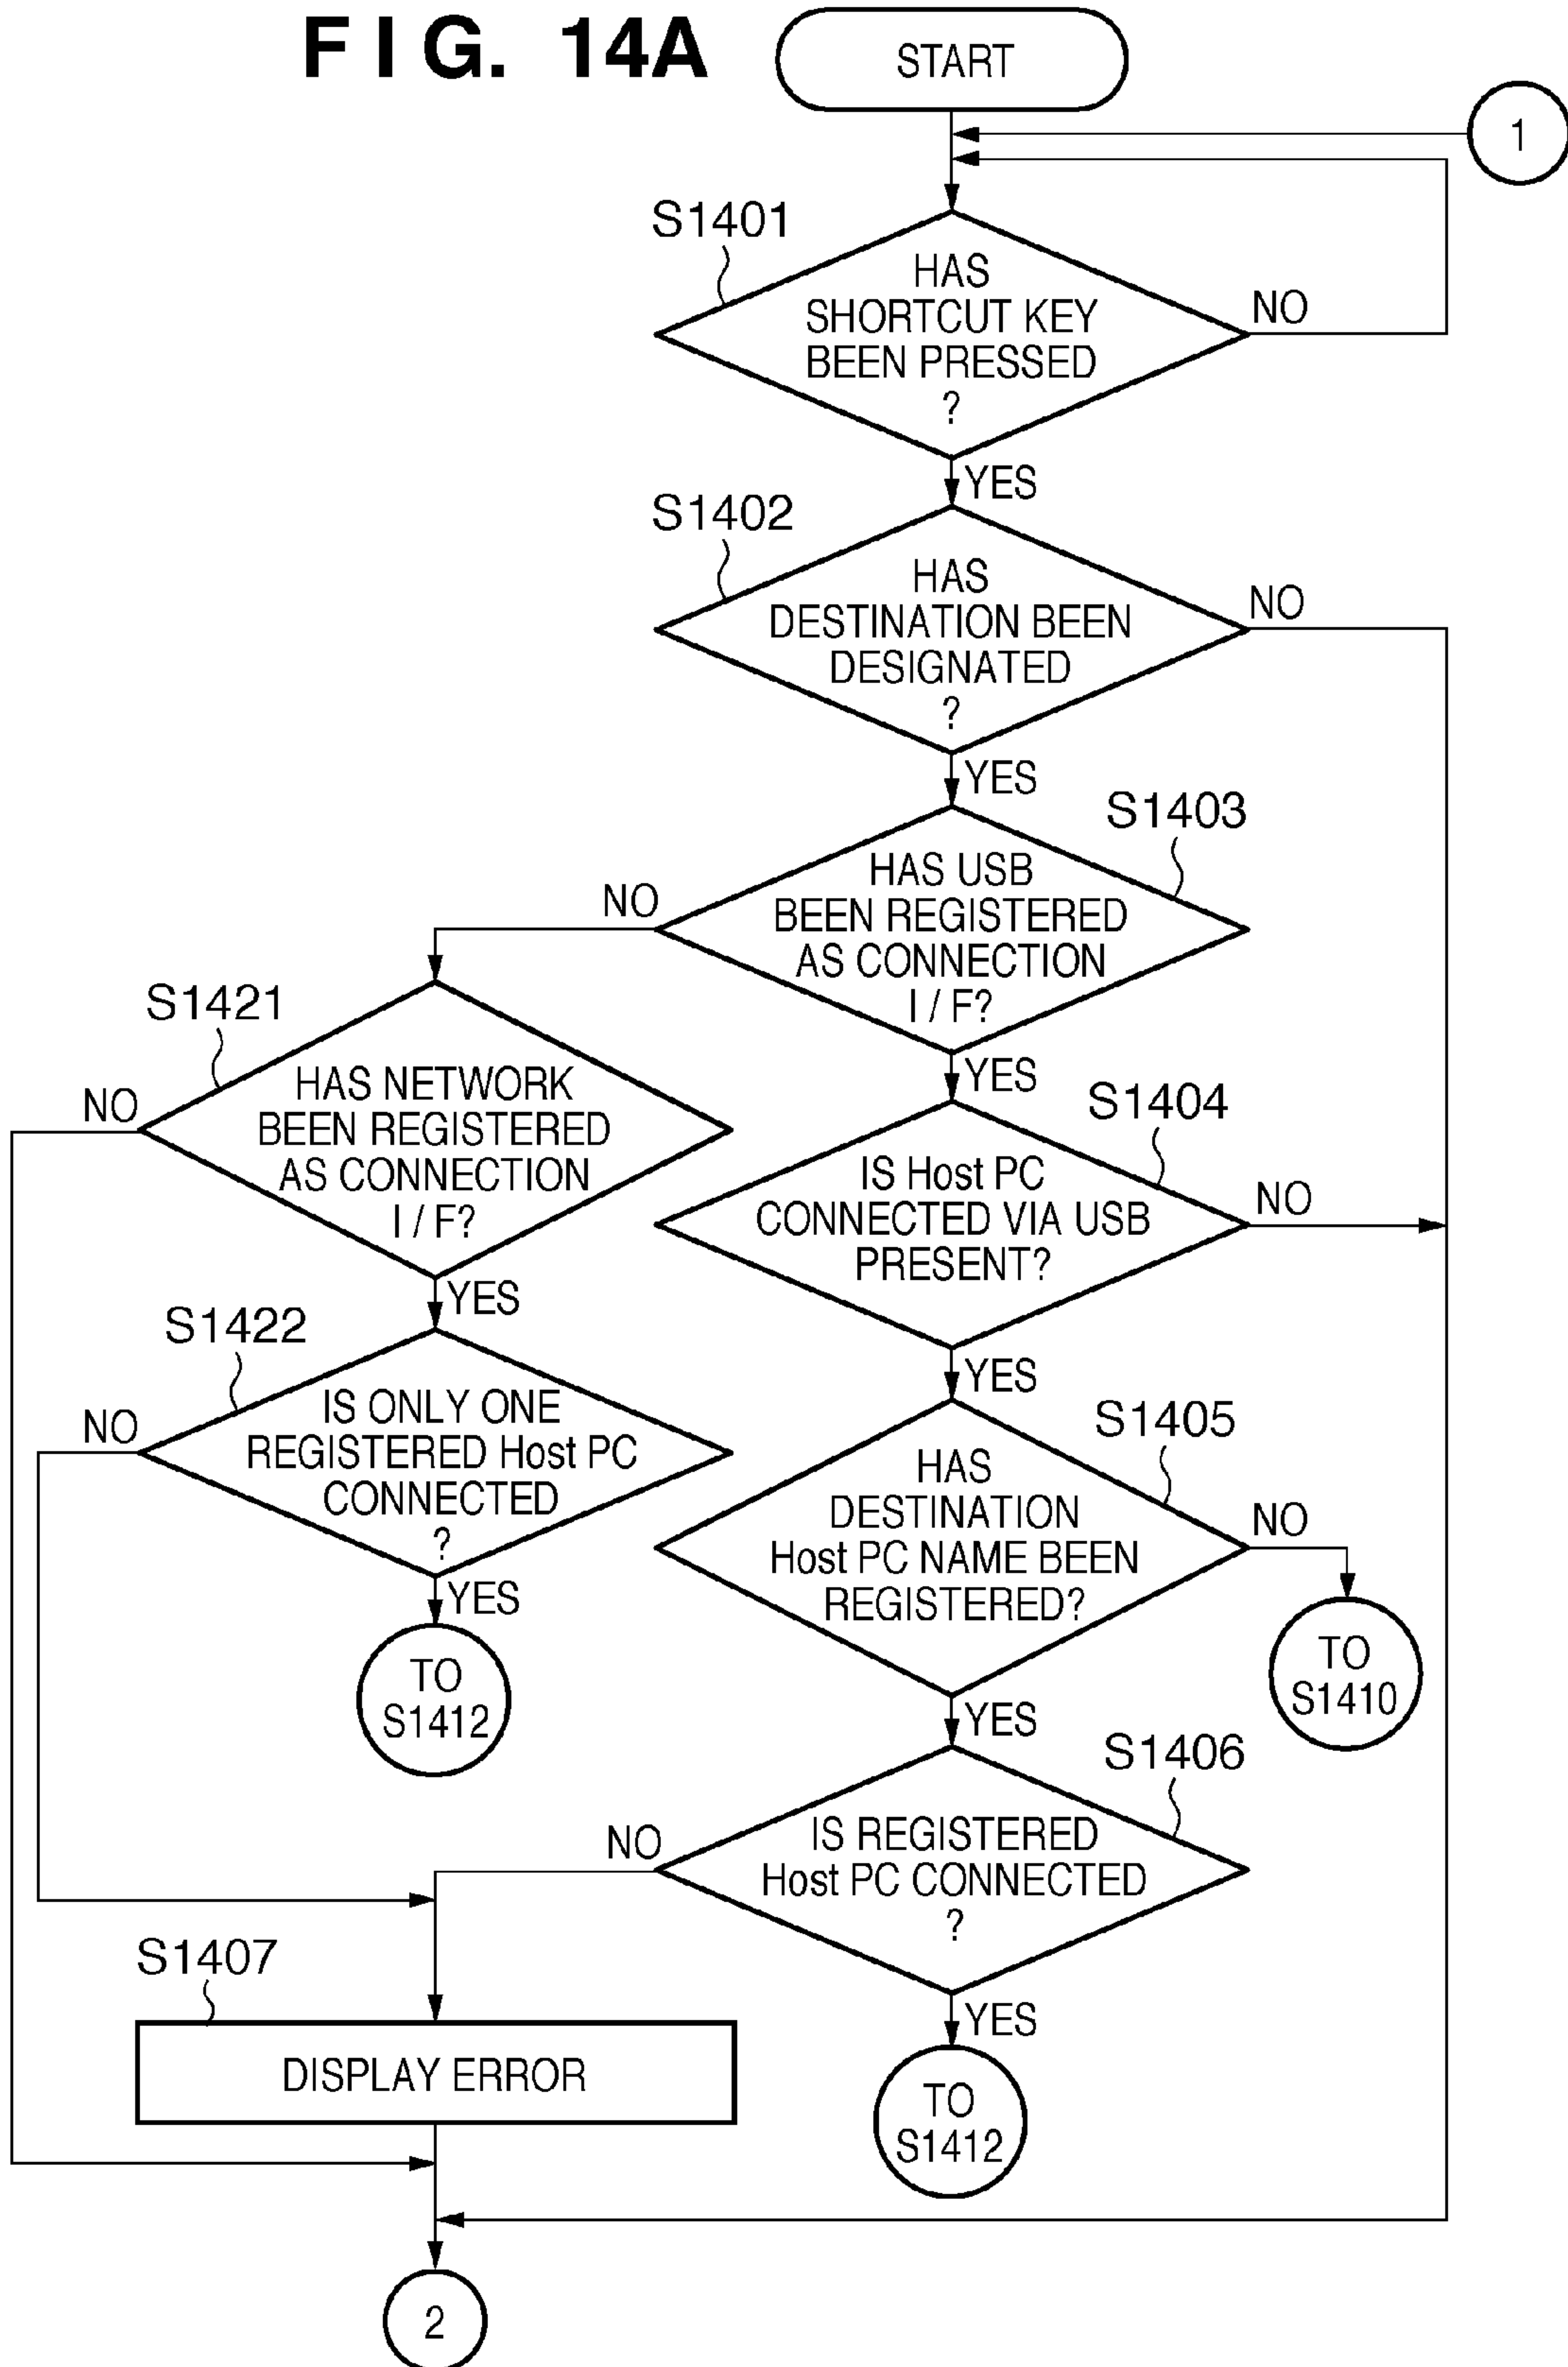 FIG. 14A
START
1
S1401
HAS
SHORTCUT KEY
BEEN PRESSED
?
NO
YES
S1402
HAS
DESTINATION BEEN
DESIGNATED
?
NO
YES
S1403
HAS USB
BEEN REGISTERED
AS CONNECTION
I / F?
NO
YES
S1421
HAS NETWORK
BEEN REGISTERED
AS CONNECTION
I / F?
NO
YES
S1404
IS Host PC
CONNECTED VIA USB
PRESENT?
NO
YES
S1422
IS ONLY ONE
REGISTERED Host PC
CONNECTED
?
NO
YES
TO
S1412
S1405
HAS
DESTINATION
Host PC NAME BEEN
REGISTERED?
NO
TO
S1410
YES
S1406
IS REGISTERED
Host PC CONNECTED
?
NO
YES
TO
S1412
S1407
DISPLAY ERROR
2